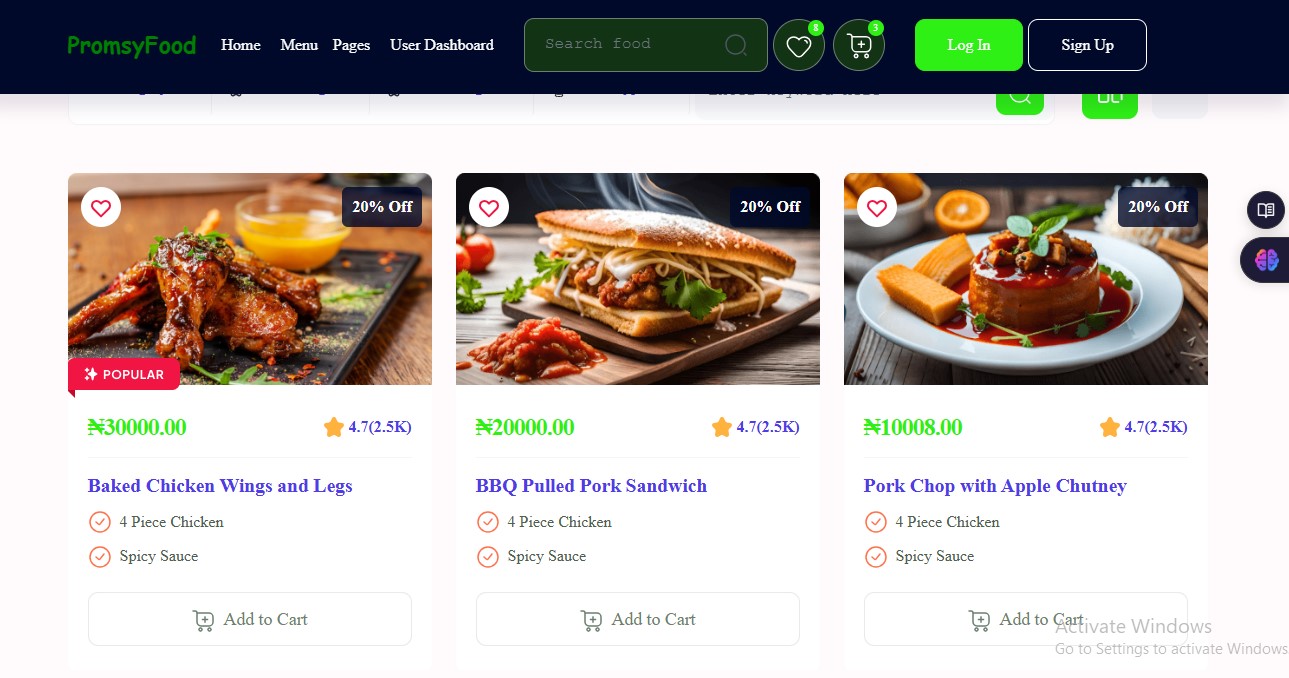 PromsyFood Home Menu Pages User Dashboard Search food 8 3 Log In Sign Up
20% Off 20% Off 20% Off
POPULAR
₦30000.00 4.7(2.5K) ₦20000.00 4.7(2.5K) ₦10008.00 4.7(2.5K)
Baked Chicken Wings and Legs BBQ Pulled Pork Sandwich Pork Chop with Apple Chutney
4 Piece Chicken 4 Piece Chicken 4 Piece Chicken
Spicy Sauce Spicy Sauce Spicy Sauce
Add to Cart Add to Cart Add to Cart
Activate Windows
Go to Settings to activate Windows